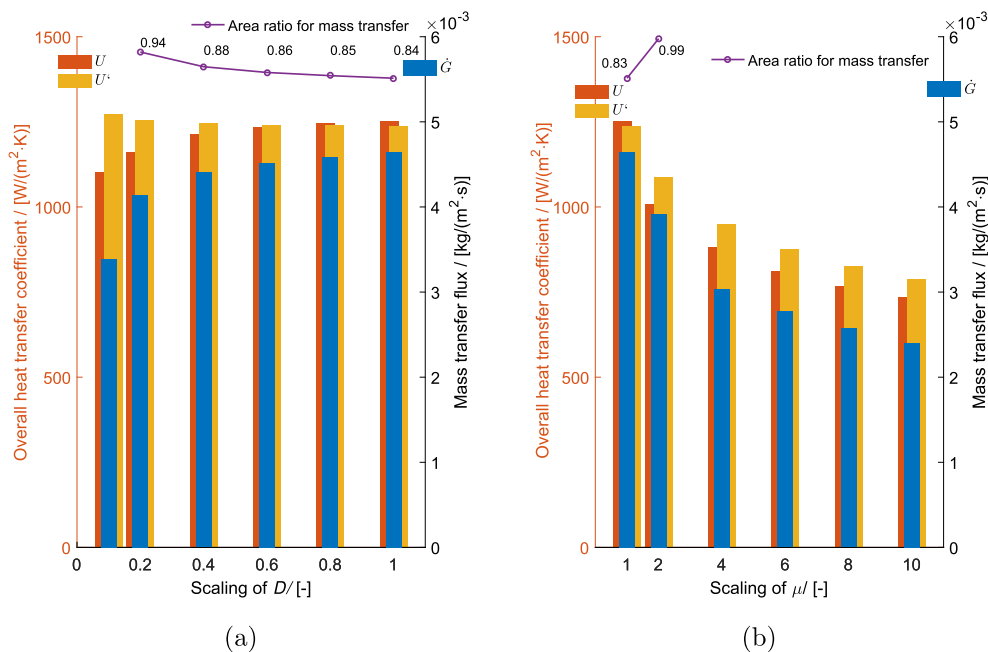 Area ratio for mass transfer
×10⁻³
1500
1000
500
0
Overall heat transfer coefficient / [W/(m²·K)]
U
U‘
0.94
0.88
0.86
0.85
0.84
Ġ
6
5
4
3
2
1
0
Mass transfer flux / [kg/(m²·s)]
0
0.2
0.4
0.6
0.8
1
Scaling of D/ [-]
(a)
×10⁻³
1500
1000
500
0
Overall heat transfer coefficient / [W/(m²·K)]
0.83
0.99
Area ratio for mass transfer
U
U‘
Ġ
6
5
4
3
2
1
0
Mass transfer flux / [kg/(m²·s)]
1
2
4
6
8
10
Scaling of μ/ [-]
(b)